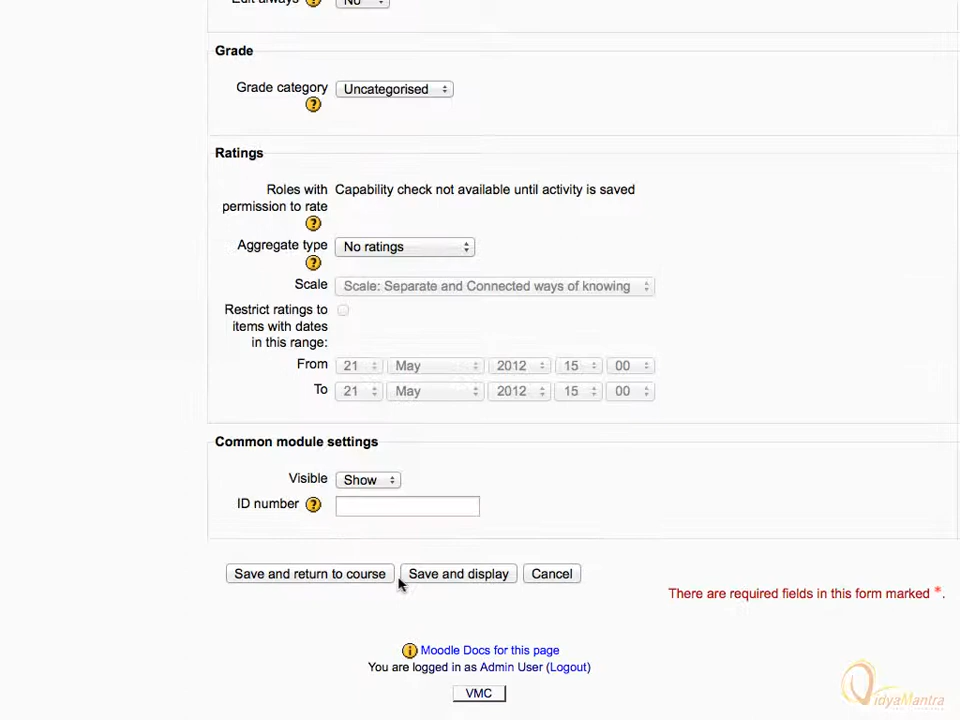 Edit always No
Grade
Grade category Uncategorised
Ratings
Roles with Capability check not available until activity is saved
permission to rate
Aggregate type No ratings
Scale Scale: Separate and Connected ways of knowing
Restrict ratings to
items with dates
in this range:
From 21 May 2012 15 00
To 21 May 2012 15 00
Common module settings
Visible Show
ID number
Save and return to course Save and display Cancel
There are required fields in this form marked *.
Moodle Docs for this page
You are logged in as Admin User (Logout)
VMC
VidyaMantra